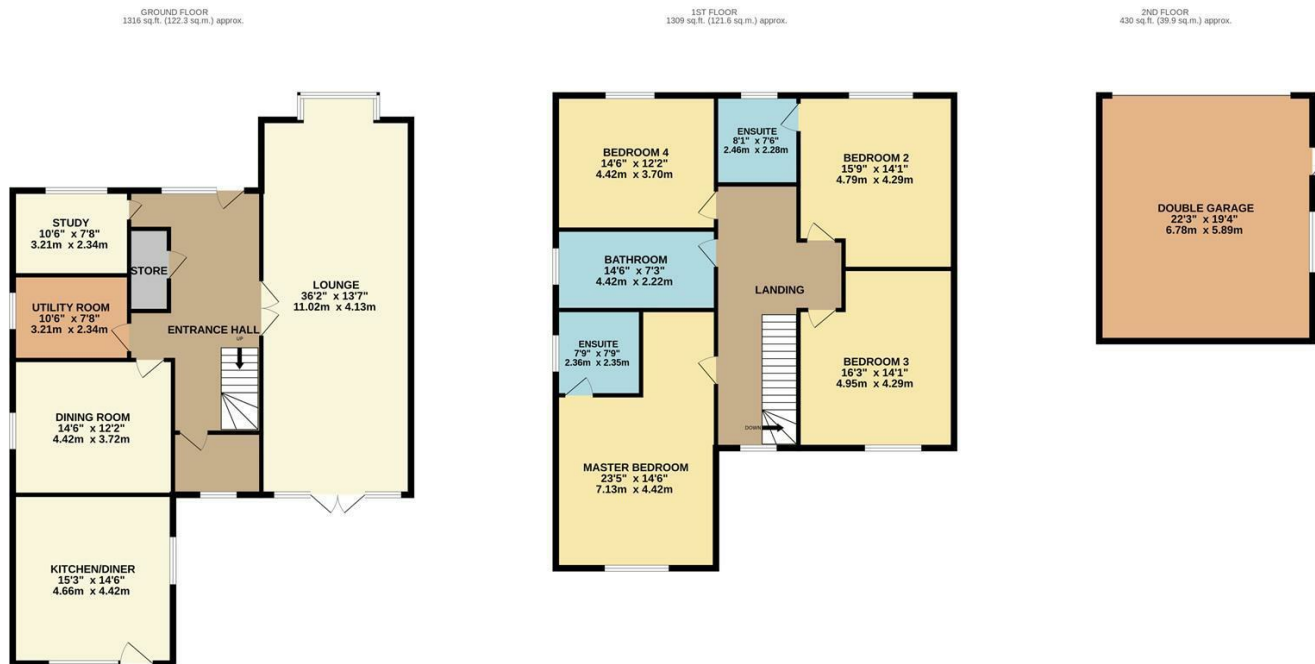 GROUND FLOOR
1316 sq.ft. (122.3 sq.m.) approx.
STUDY
10'6" x 7'8"
3.21m x 2.34m
STORE
UTILITY ROOM
10'6" x 7'8"
3.21m x 2.34m
ENTRANCE HALL
UP
LOUNGE
36'2" x 13'7"
11.02m x 4.13m
DINING ROOM
14'6" x 12'2"
4.42m x 3.72m
KITCHEN/DINER
15'3" x 14'6"
4.66m x 4.42m
1ST FLOOR
1309 sq.ft. (121.6 sq.m.) approx.
BEDROOM 4
14'6" x 12'2"
4.42m x 3.70m
ENSUITE
8'1" x 7'6"
2.46m x 2.28m
BEDROOM 2
15'9" x 14'1"
4.79m x 4.29m
BATHROOM
14'6" x 7'3"
4.42m x 2.22m
LANDING
ENSUITE
7'9" x 7'9"
2.36m x 2.35m
BEDROOM 3
16'3" x 14'1"
4.95m x 4.29m
DOWN
MASTER BEDROOM
23'5" x 14'6"
7.13m x 4.42m
2ND FLOOR
430 sq.ft. (39.9 sq.m.) approx.
DOUBLE GARAGE
22'3" x 19'4"
6.78m x 5.89m